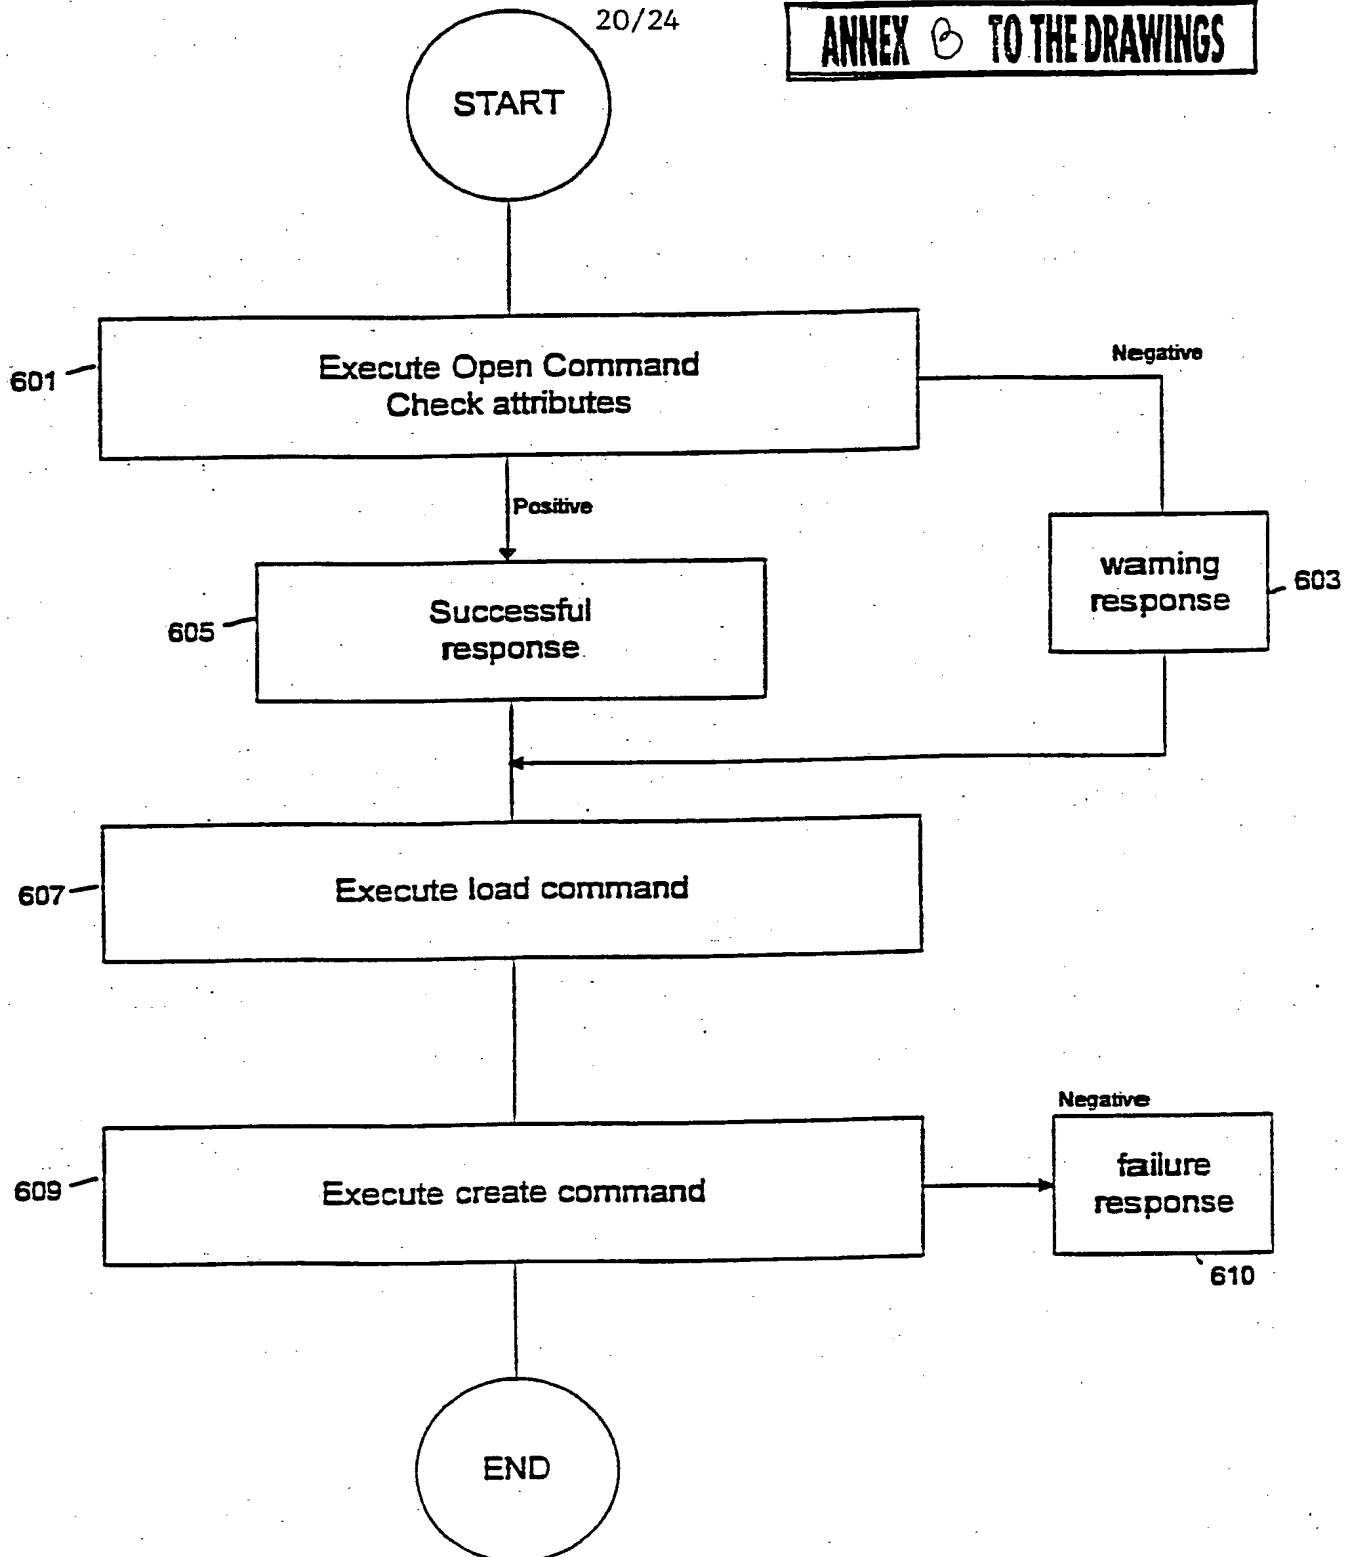 20/24
ANNEX B TO THE DRAWINGS
START
601
Execute Open Command
Check attributes
Negative
Positive
605
Successful
response
warning
response
603
607
Execute load command
609
Execute create command
Negative
failure
response
610
END